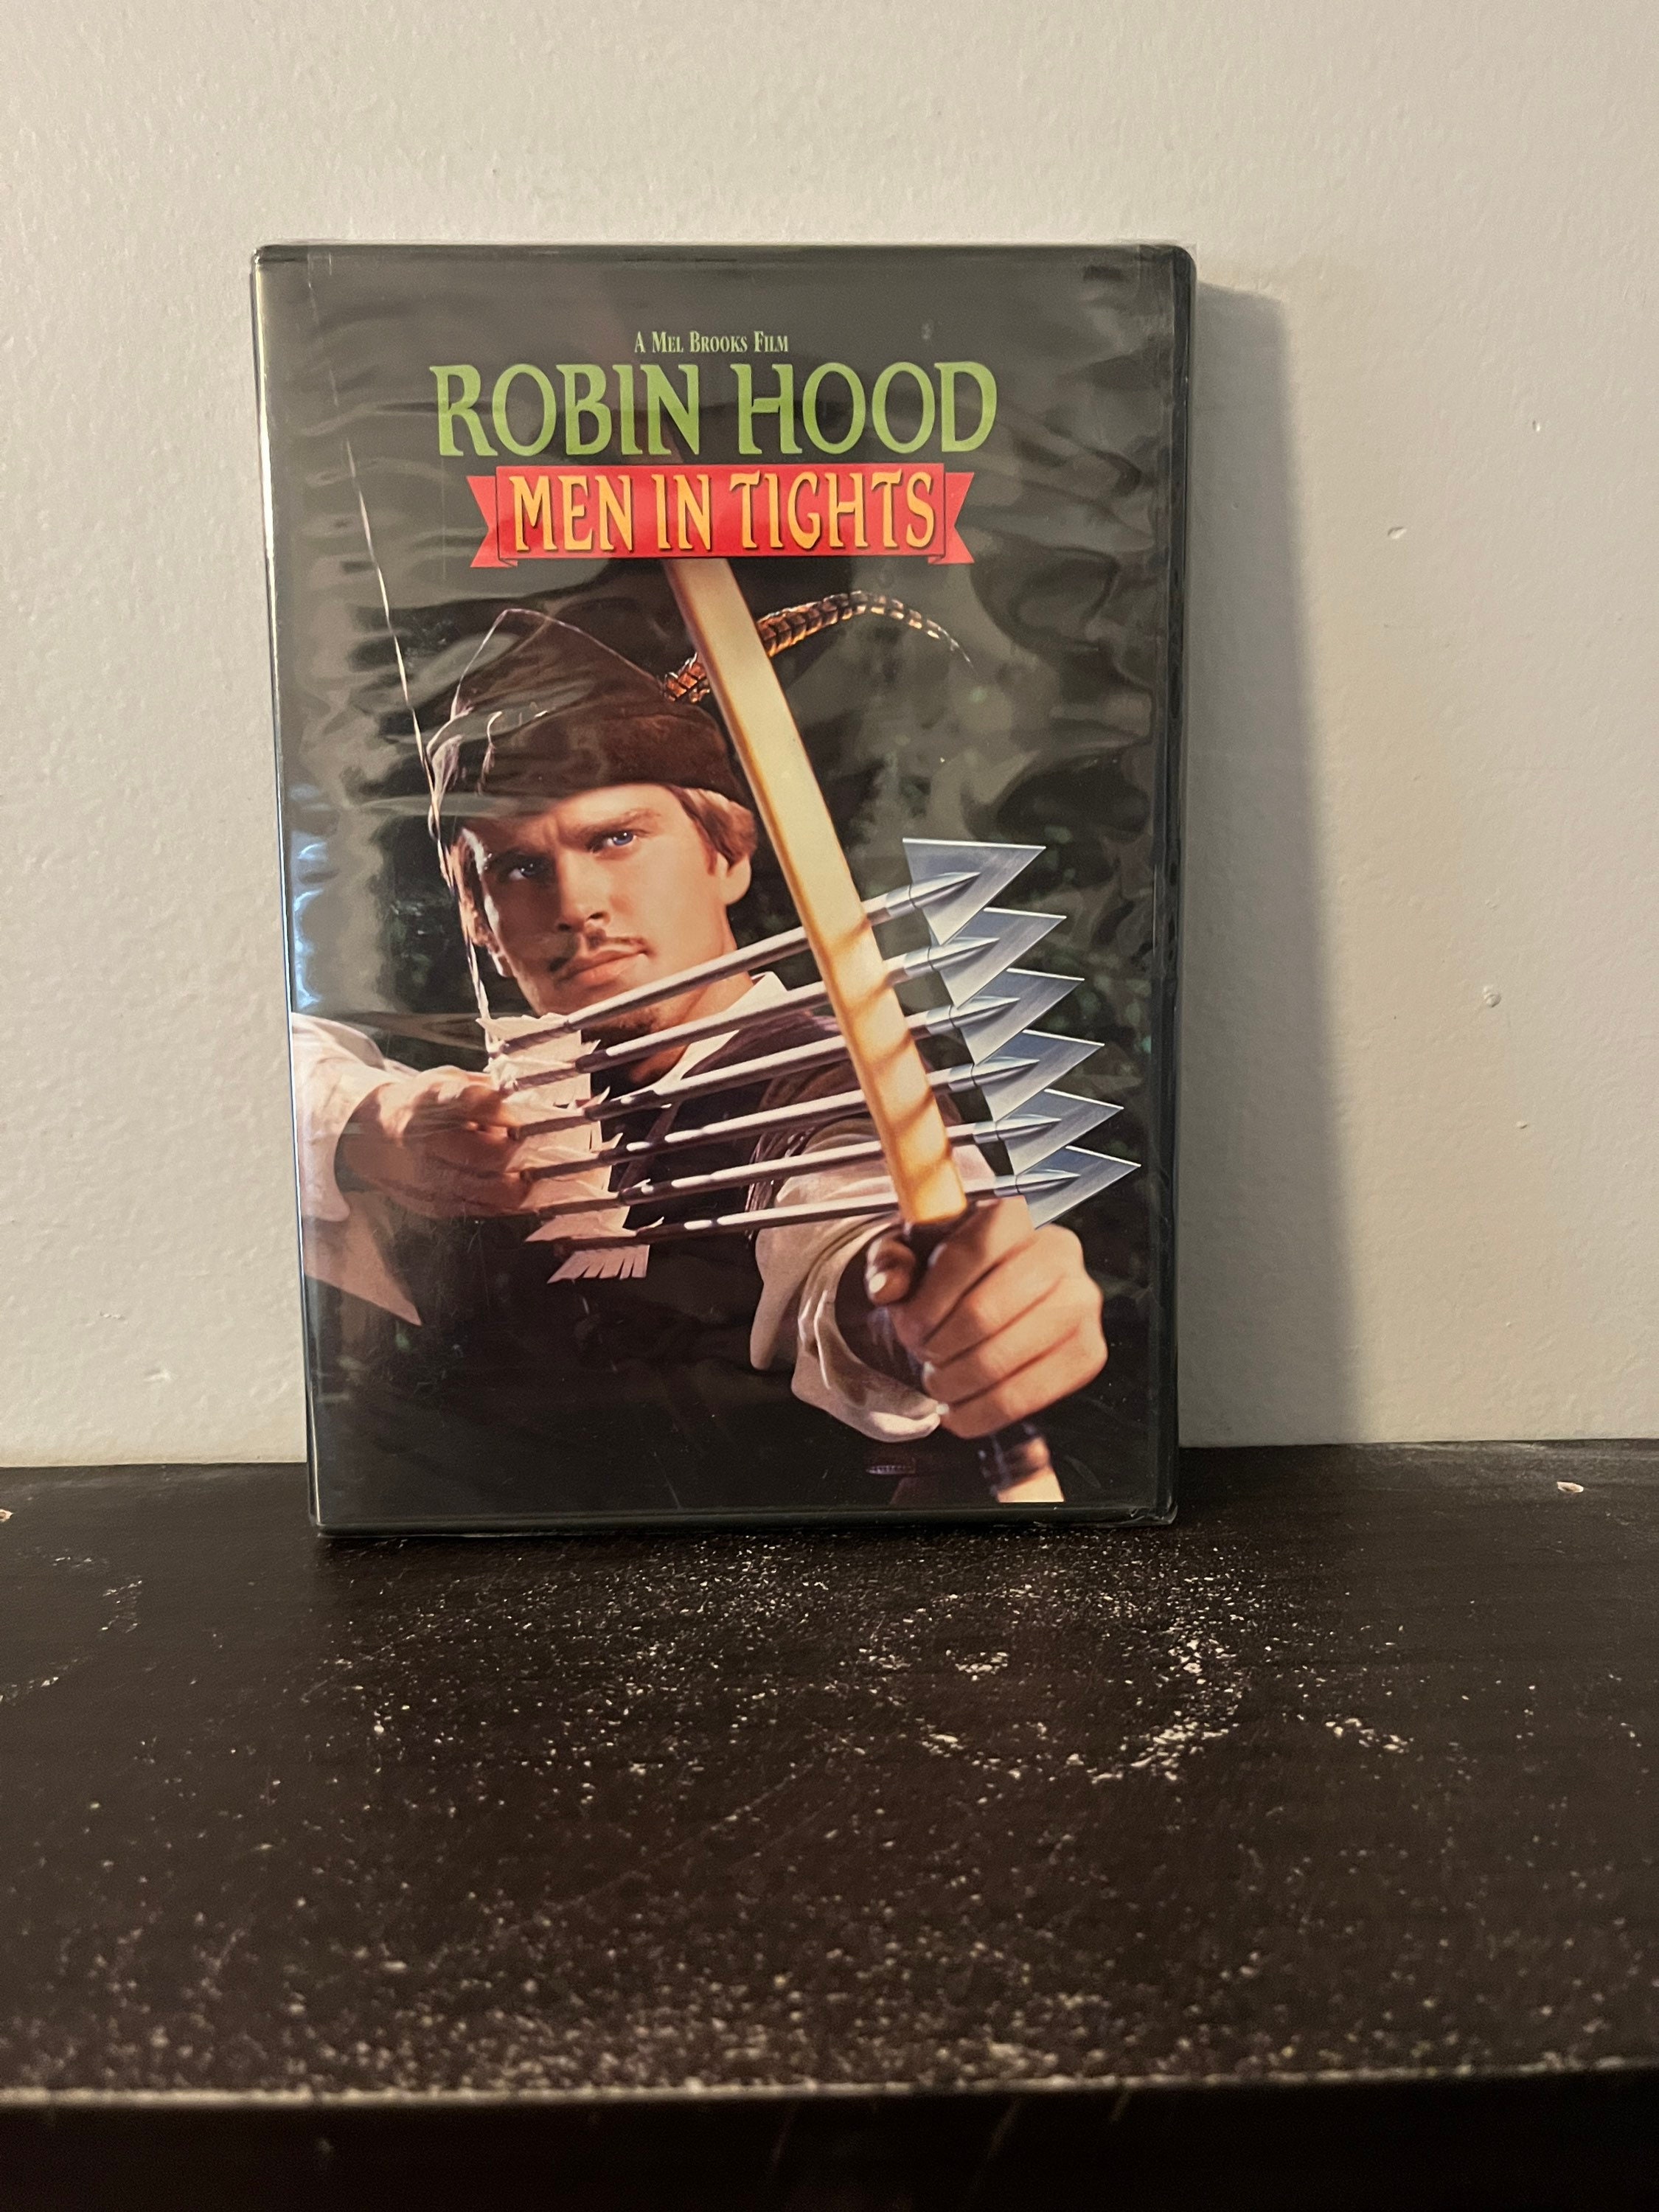 A MEL BROOKS FILM
ROBIN HOOD
MEN IN TIGHTS